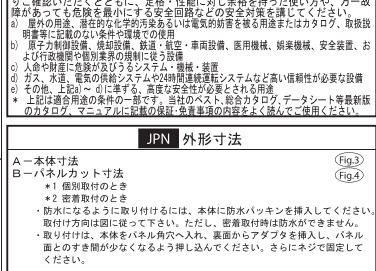 りご確認いただくとともに、定格・性能に対し余裕を持った使い方や、万一故
障があっても危険を最小にする安全回路などの安全対策を講じてください。
a) 屋外の用途、潜在的な化学的汚染あるいは電気的妨害を被る用途またはカタログ、取扱説
明書等に記載のない条件や環境での使用
b) 原子力制御設備、焼却設備、鉄道・航空・車両設備、医用機械、娯楽機械、安全装置、お
よび行政機関や個別業界の規制に従う設備
c) 人命や財産に危険が及びうるシステム・機械・装置
d) ガス、水道、電気の供給システムや24時間連続運転システムなど高い信頼性が必要な設備
e) その他、上記a)～d)に準ずる、高度な安全性が必要とされる用途
* 上記は適合用途の条件の一部です。当社のベスト、総合カタログ、データシート等最新版
のカタログ、マニュアルに記載の保証・免責事項の内容をよく読んでご使用ください。
JPN 外形寸法
A－本体寸法 Fig.3
B－パネルカット寸法 Fig.4
*1 個別取付のとき
*2 密着取付のとき
・防水になるように取り付けるには、本体に防水パッキンを挿入してください。
取付け方向は図に従って下さい。ただし、密着取付時は防水ができません。
・取り付けは、本体をパネル角穴へ入れ、裏面からアダプタを挿入し、パネル
面とのすき間が少なくなるよう押し込んでください。さらにネジで固定して
ください。